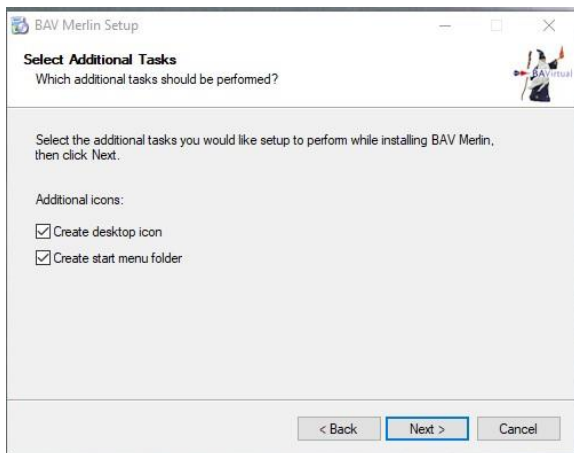 BAV Merlin Setup
Select Additional Tasks
Which additional tasks should be performed?
BAVirtual
Select the additional tasks you would like setup to perform while installing BAV Merlin,
then click Next.
Additional icons:
Create desktop icon
Create start menu folder
< Back
Next >
Cancel